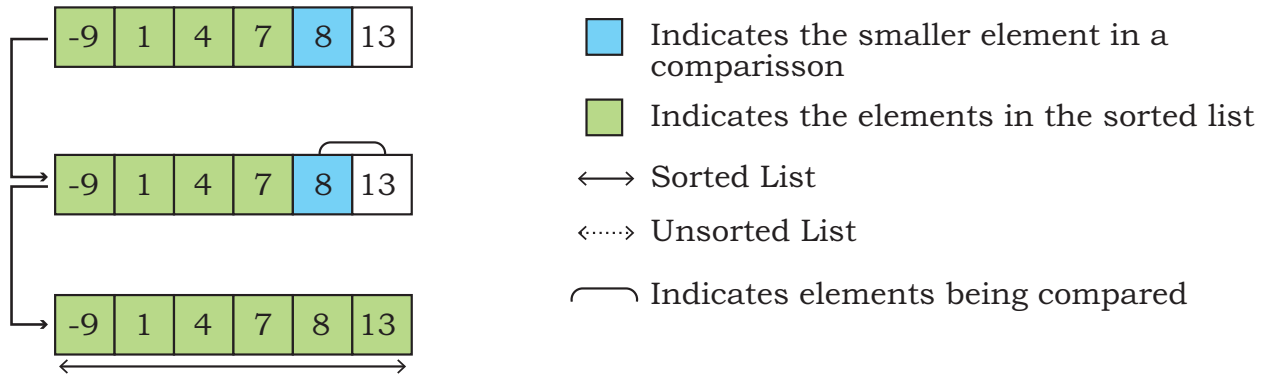 -9 1 4 7 8 13
-9 1 4 7 8 13
-9 1 4 7 8 13
Indicates the smaller element in a
comparisson
Indicates the elements in the sorted list
Sorted List
Unsorted List
Indicates elements being compared